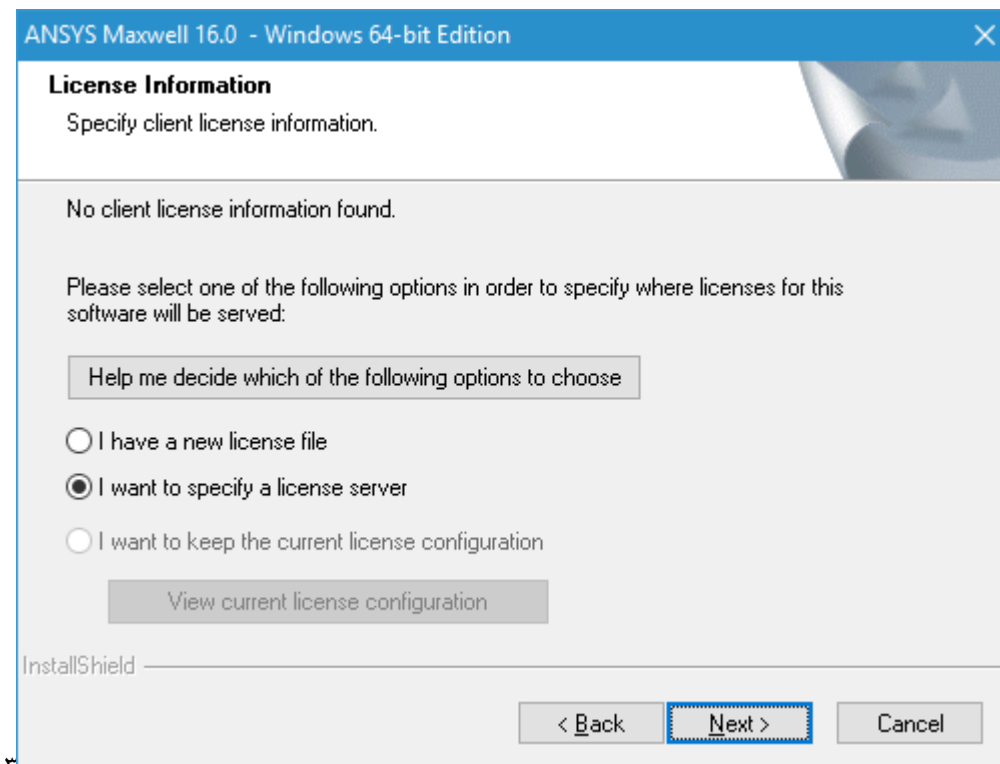 ANSYS Maxwell 16.0 - Windows 64-bit Edition
License Information
Specify client license information.
No client license information found.
Please select one of the following options in order to specify where licenses for this
software will be served:
Help me decide which of the following options to choose
I have a new license file
I want to specify a license server
I want to keep the current license configuration
View current license configuration
InstallShield
< Back
Next >
Cancel